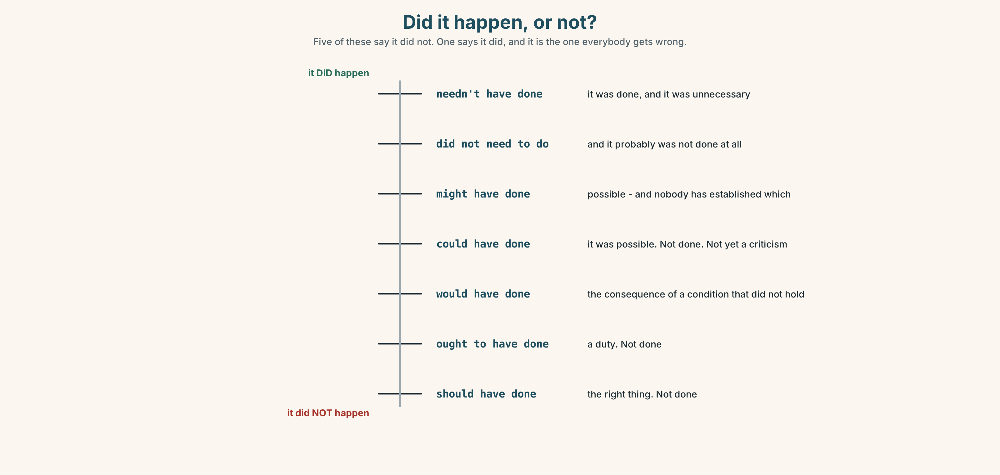 Did it happen, or not?
Five of these say it did not. One says it did, and it is the one everybody gets wrong.
it DID happen
needn't have done it was done, and it was unnecessary
did not need to do and it probably was not done at all
might have done possible - and nobody has established which
could have done it was possible. Not done. Not yet a criticism
would have done the consequence of a condition that did not hold
ought to have done a duty. Not done
should have done the right thing. Not done
it did NOT happen